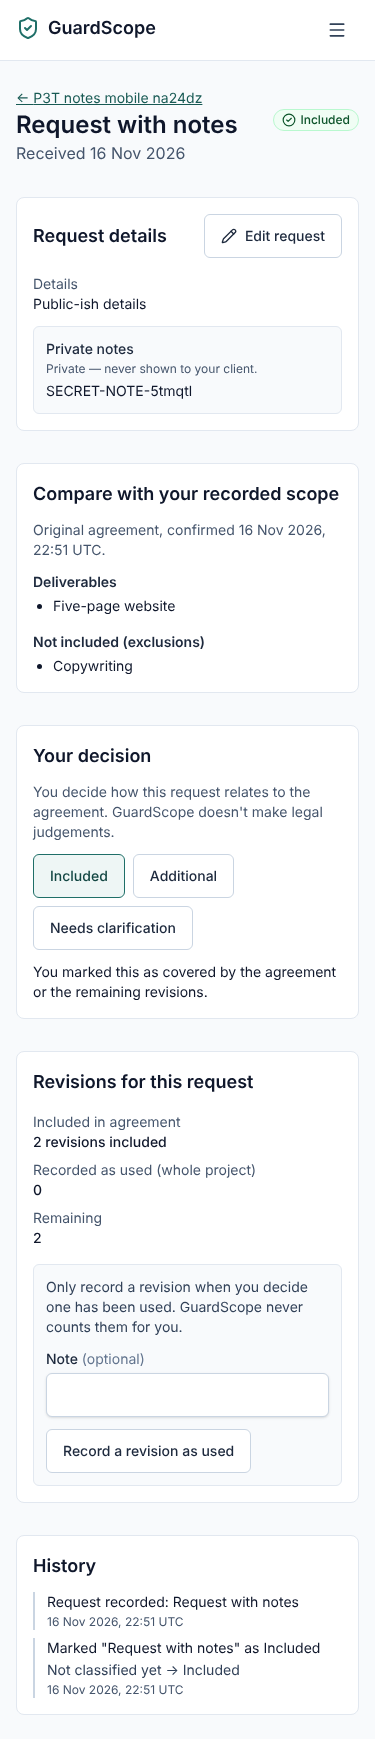 GuardScope
← P3T notes mobile na24dz
Request with notes
Included
Received 16 Nov 2026
Request details
Edit request
Details
Public-ish details
Private notes
Private — never shown to your client.
SECRET-NOTE-5tmqtl
Compare with your recorded scope
Original agreement, confirmed 16 Nov 2026,
22:51 UTC.
Deliverables
• Five-page website
Not included (exclusions)
• Copywriting
Your decision
You decide how this request relates to the
agreement. GuardScope doesn't make legal
judgements.
Included
Additional
Needs clarification
You marked this as covered by the agreement
or the remaining revisions.
Revisions for this request
Included in agreement
2 revisions included
Recorded as used (whole project)
0
Remaining
2
Only record a revision when you decide
one has been used. GuardScope never
counts them for you.
Note (optional)
Record a revision as used
History
Request recorded: Request with notes
16 Nov 2026, 22:51 UTC
Marked "Request with notes" as Included
Not classified yet → Included
16 Nov 2026, 22:51 UTC